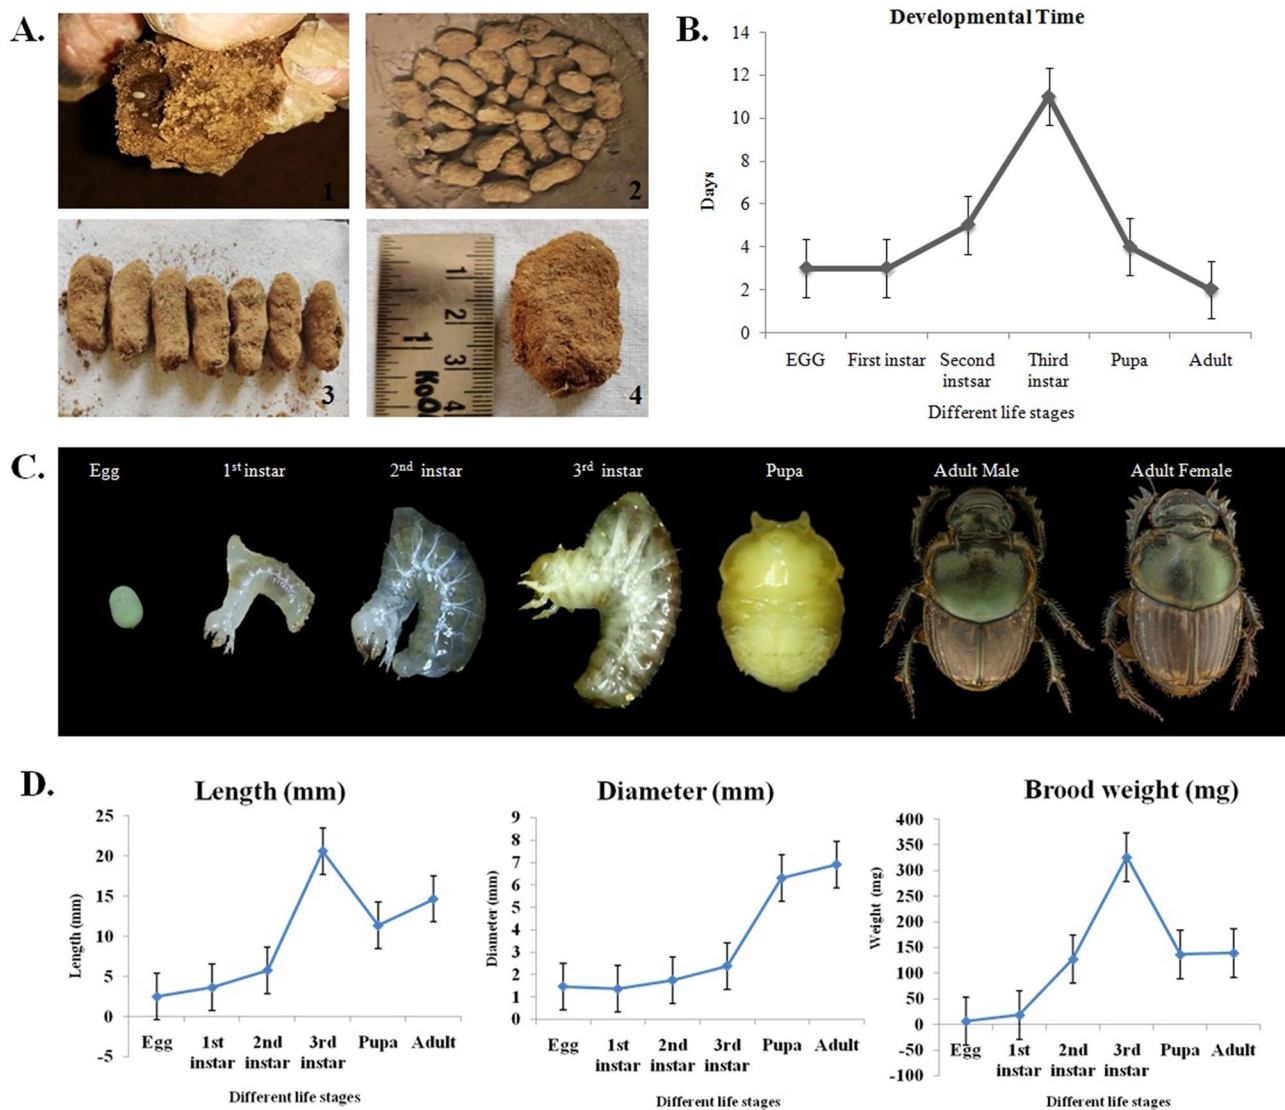 A.
1
2
3
1
2
3
4
1
4
B.
Developmental Time
14
12
10
8
6
4
2
0
Days
EGG
First instar
Second
instsar
Third
instar
Pupa
Adult
Different life stages
C.
Egg
1st instar
2nd instar
3rd instar
Pupa
Adult Male
Adult Female
D.
Length (mm)
25
20
15
10
5
0
-5
Length (mm)
Egg
1st
instar
2nd
instar
3rd
instar
Pupa
Adult
Different life stages
Diameter (mm)
9
8
7
6
5
4
3
2
1
0
Diameter (mm)
Egg
1st
instar
2nd
instar
3rd
instar
Pupa
Adult
Different life stages
Brood weight (mg)
400
350
300
250
200
150
100
50
0
-50
-100
Weight (mg)
Egg
1st
instar
2nd
instar
3rd
instar
Pupa
Adult
Different life stages